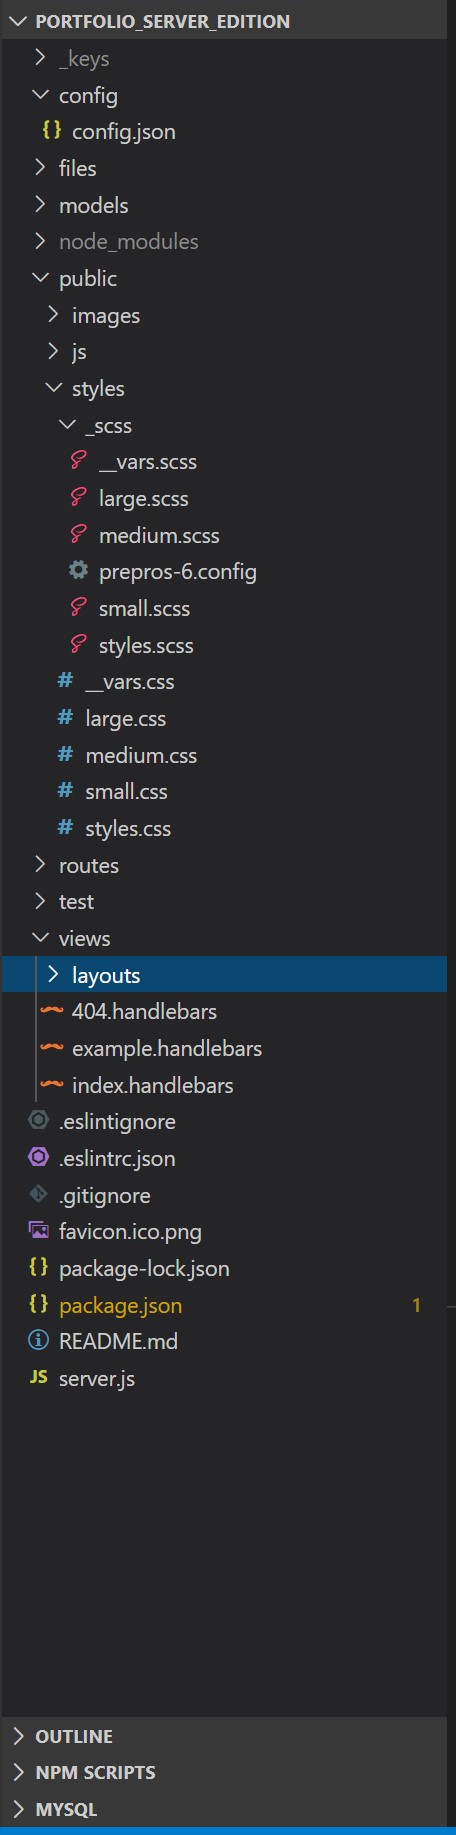 PORTFOLIO_SERVER_EDITION
_keys
config
{} config.json
files
models
node_modules
public
images
js
styles
_scss
__vars.scss
large.scss
medium.scss
prepros-6.config
small.scss
styles.scss
# __vars.css
# large.css
# medium.css
# small.css
# styles.css
routes
test
views
layouts
404.handlebars
example.handlebars
index.handlebars
.eslintignore
.eslintrc.json
.gitignore
favicon.ico.png
{} package-lock.json
{} package.json 1
README.md
JS server.js
OUTLINE
NPM SCRIPTS
MYSQL